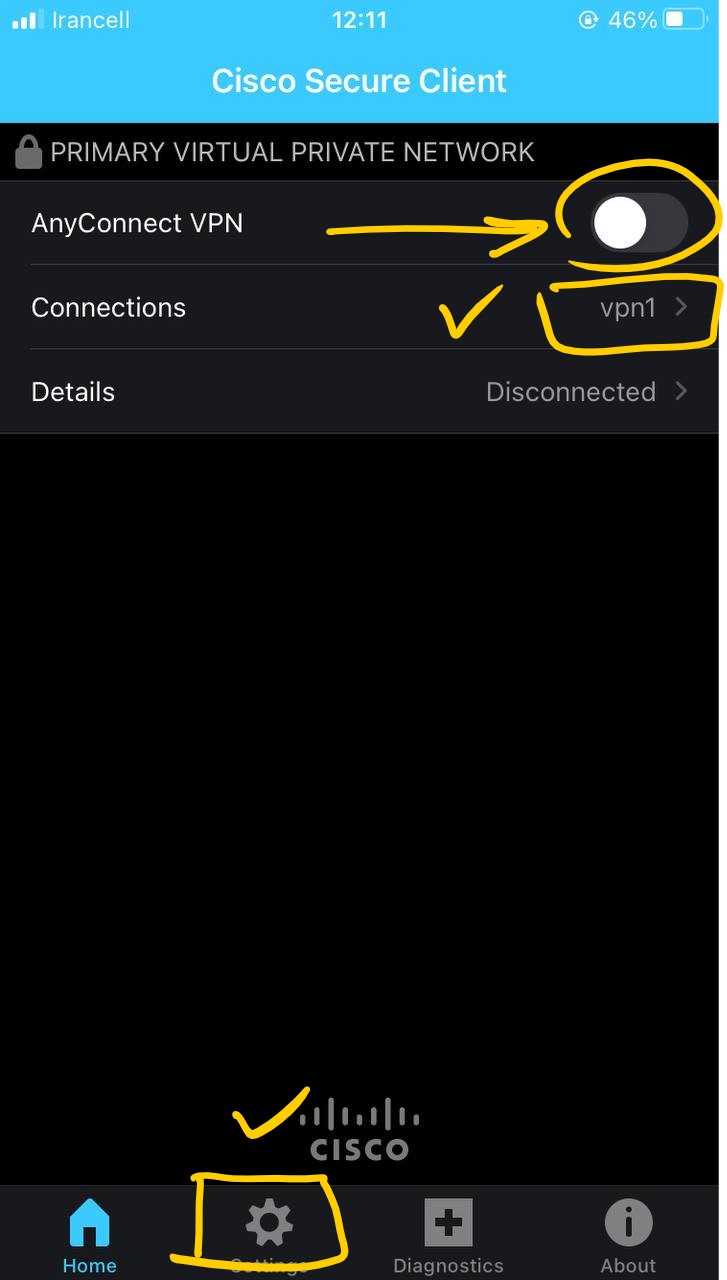 Irancell 12:11 46%
Cisco Secure Client
PRIMARY VIRTUAL PRIVATE NETWORK
AnyConnect VPN
Connections vpn1
Details Disconnected
CISCO
Home Settings Diagnostics About